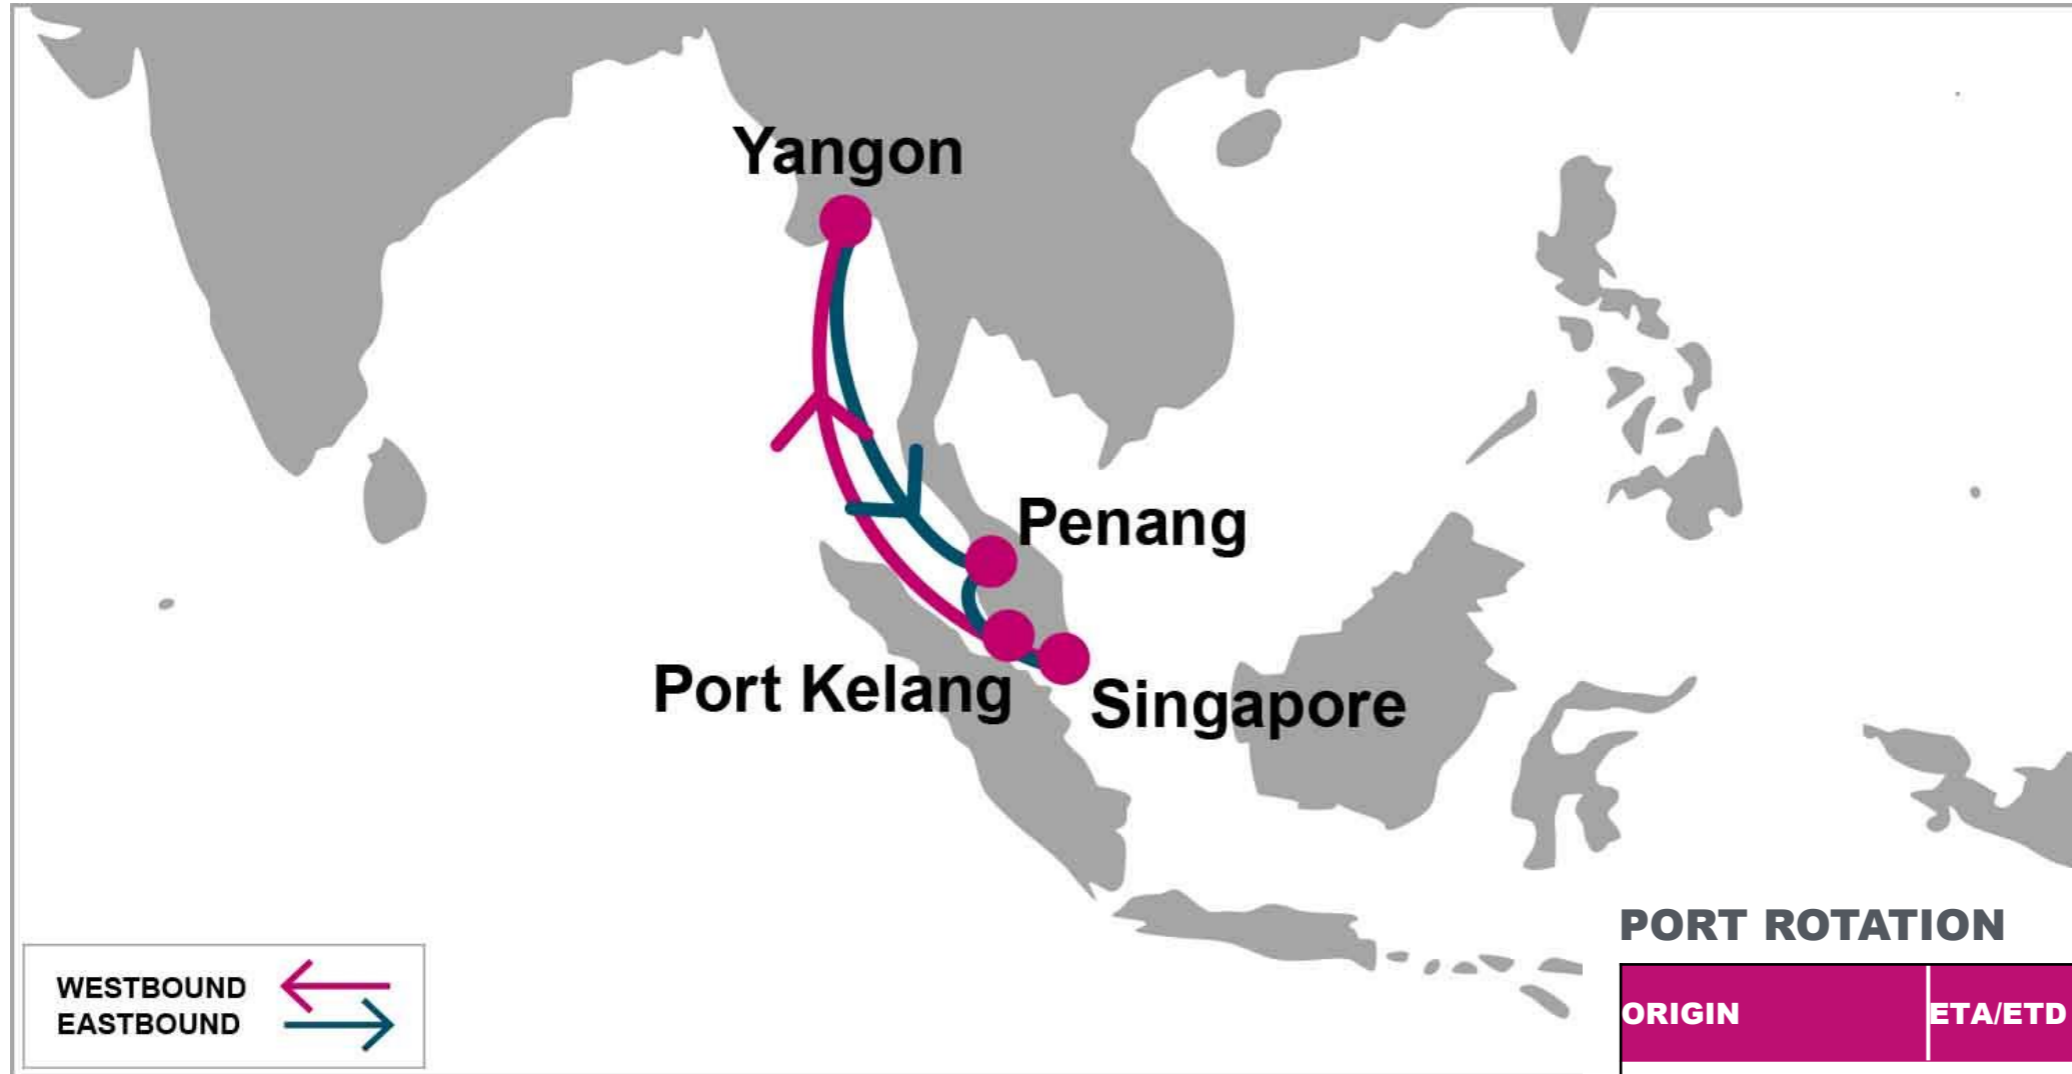 Yangon
Penang
Port Kelang
Singapore
WESTBOUND
EASTBOUND
PORT ROTATION
ORIGIN
ETA/ETD